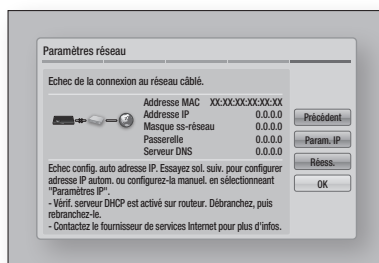 Paramètres réseau
Echec de la connexion au réseau câblé.
Addresse MAC XX:XX:XX:XX:XX:XX
Addresse IP 0.0.0.0
Masque ss-réseau 0.0.0.0
Passerelle 0.0.0.0
Serveur DNS 0.0.0.0
Précédent
Param. IP
Réess.
OK
Echec config. auto adresse IP. Essayez sol. suiv. pour configurer
adresse IP autom. ou configurez-la manuel. en sélectionneant
"Paramètres IP".
- Vérif. serveur DHCP est activé sur routeur. Débranchez, puis
rebranchez-le.
- Contactez le fournisseur de services Internet pour plus d'infos.